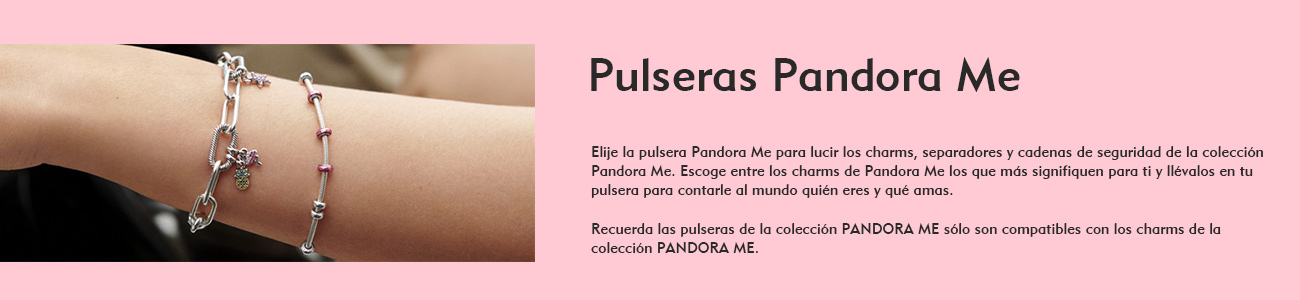 Pulseras Pandora Me
Elije la pulsera Pandora Me para lucir los charms, separadores y cadenas de seguridad de la colección
Pandora Me. Escoge entre los charms de Pandora Me los que más signifiquen para ti y llévalos en tu
pulsera para contarle al mundo quién eres y qué amas.
Recuerda las pulseras de la colección PANDORA ME sólo son compatibles con los charms de la
colección PANDORA ME.